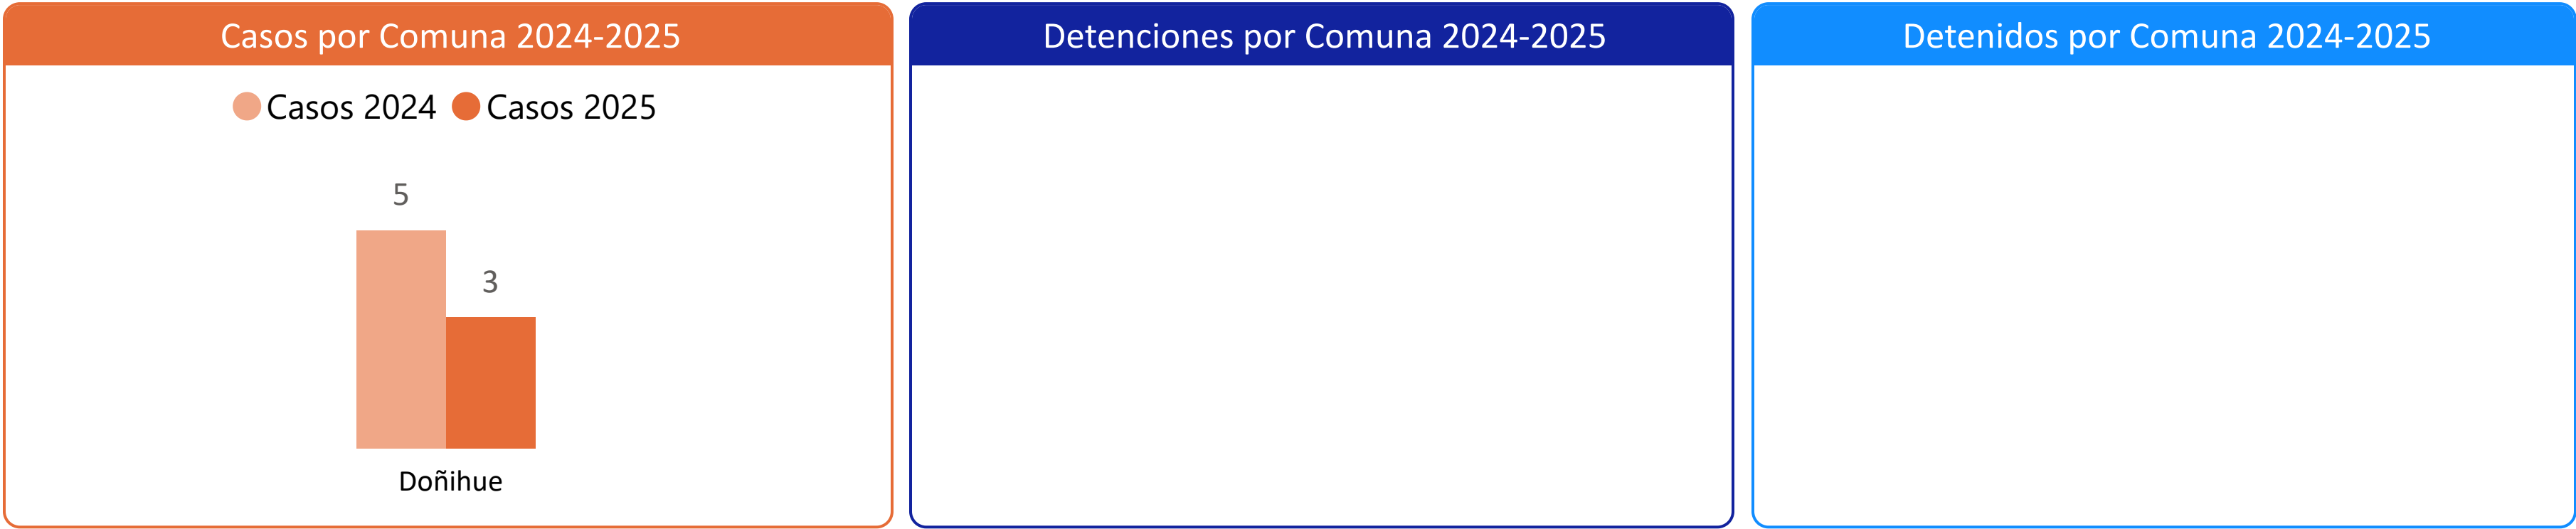 Casos por Comuna 2024-2025
Casos 2024 Casos 2025
5
3
Doñihue
Detenciones por Comuna 2024-2025
Detenidos por Comuna 2024-2025